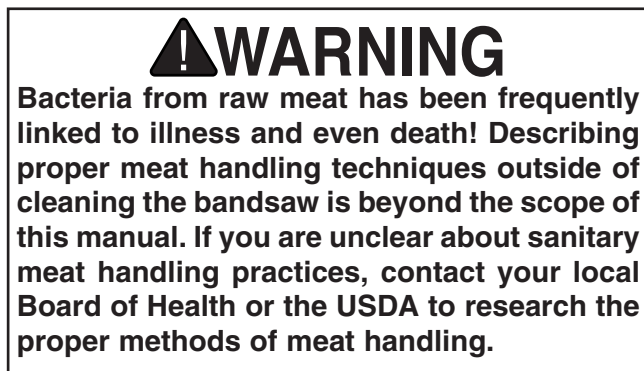 WARNING
Bacteria from raw meat has been frequently
linked to illness and even death! Describing
proper meat handling techniques outside of
cleaning the bandsaw is beyond the scope of
this manual. If you are unclear about sanitary
meat handling practices, contact your local
Board of Health or the USDA to research the
proper methods of meat handling.